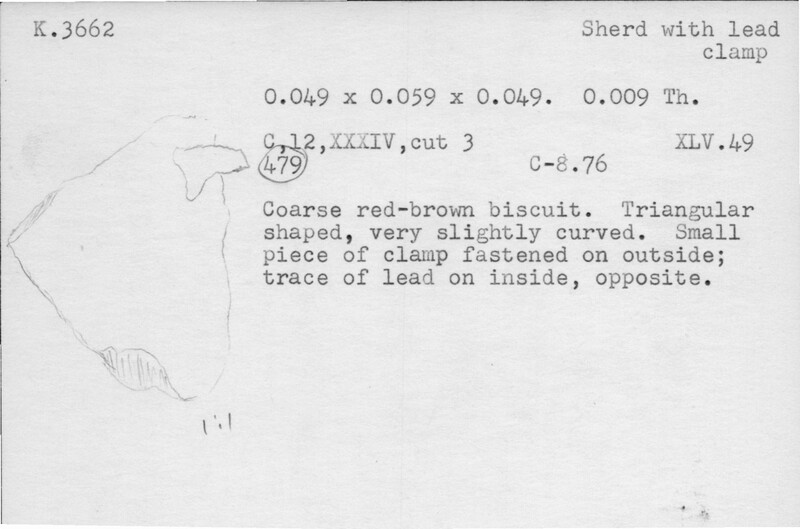 K.3662
Sherd with lead
clamp
0.049 x 0.059 x 0.049.  0.009 Th.
C,12,XXXIV,cut 3
XLV.49
479
C-8.76
Coarse red-brown biscuit.  Triangular
shaped, very slightly curved.  Small
piece of clamp fastened on outside;
trace of lead on inside, opposite.
1:1